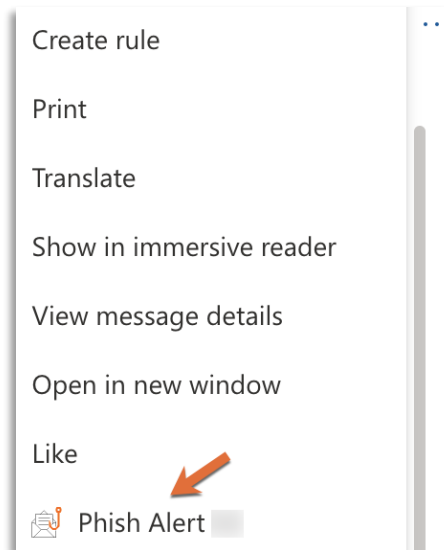 Create rule
Print
Translate
Show in immersive reader
View message details
Open in new window
Like
Phish Alert